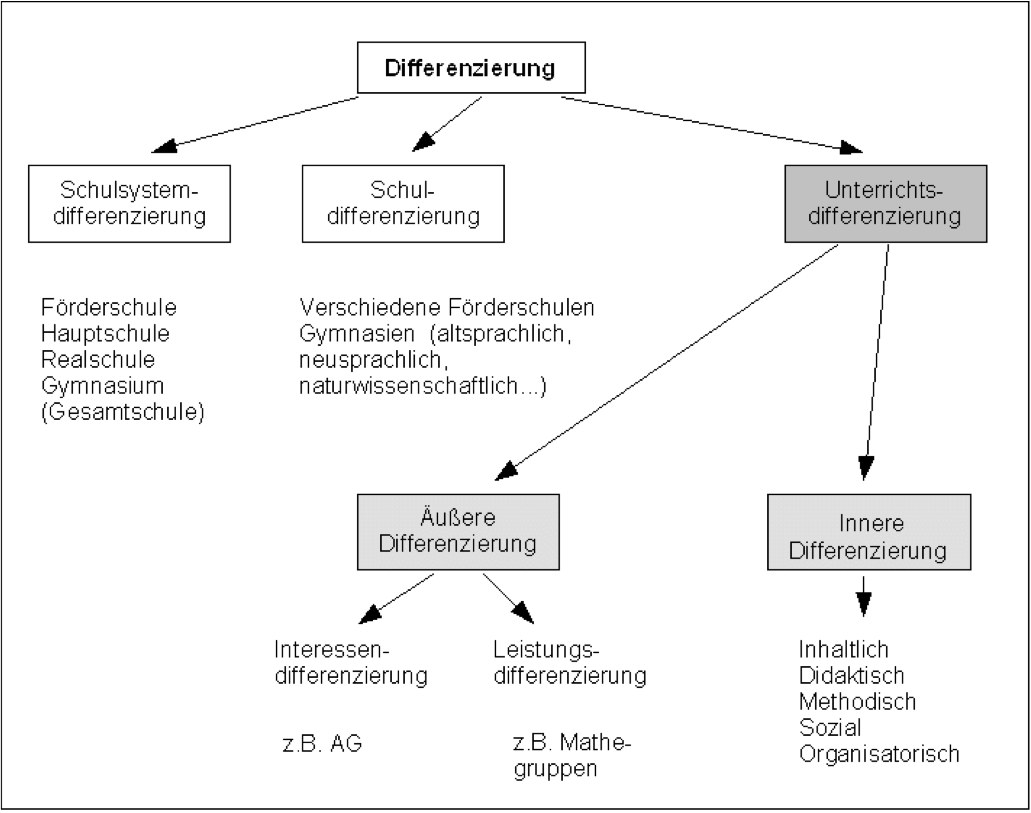 Differenzierung
Schulsystem-
differenzierung
Schul-
differenzierung
Unterrichts-
differenzierung
Förderschule
Hauptschule
Realschule
Gymnasium
(Gesamtschule)
Verschiedene Förderschulen
Gymnasien (altsprachlich,
neusprachlich,
naturwissenschaftlich...)
Äußere
Differenzierung
Innere
Differenzierung
Interessen-
differenzierung
z.B. AG
Leistungs-
differenzierung
z.B. Mathe-
gruppen
Inhaltlich
Didaktisch
Methodisch
Sozial
Organisatorisch